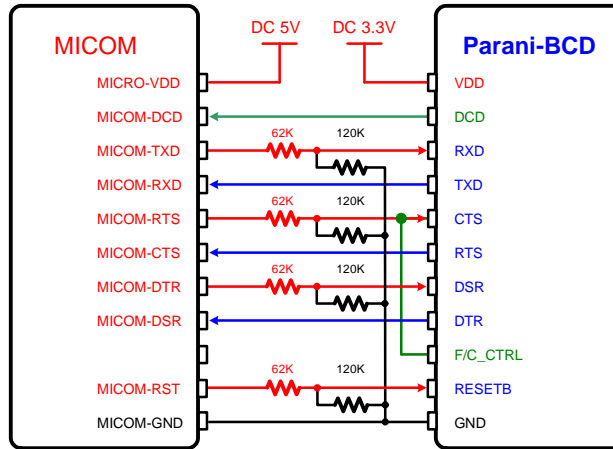 DC 5V DC 3.3V
MICOM Parani-BCD
MICRO-VDD VDD
MICOM-DCD DCD
62K 120K
MICOM-TXD RXD
MICOM-RXD TXD
62K 120K
MICOM-RTS CTS
MICOM-CTS RTS
62K 120K
MICOM-DTR DSR
MICOM-DSR DTR
F/C_CTRL
62K 120K
MICOM-RST RESETB
MICOM-GND GND